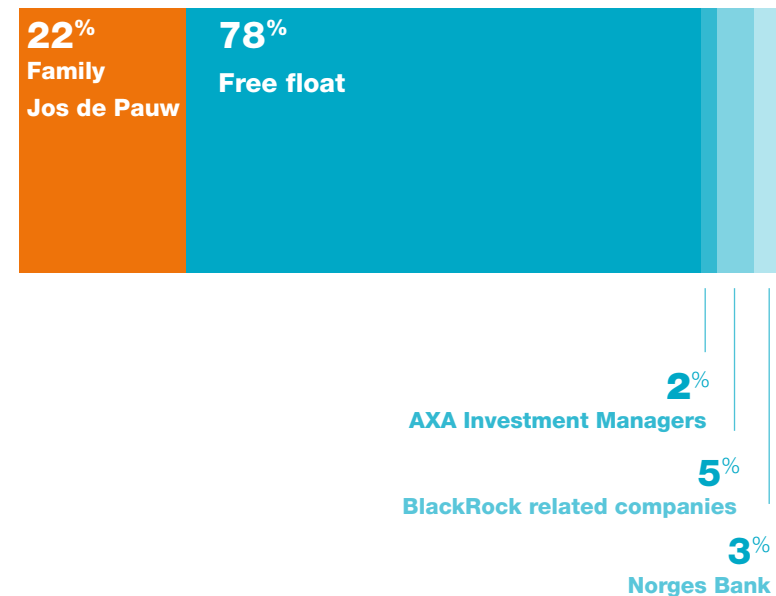 22%
Family
Jos de Pauw
78%
Free float
2%
AXA Investment Managers
5%
BlackRock related companies
3%
Norges Bank